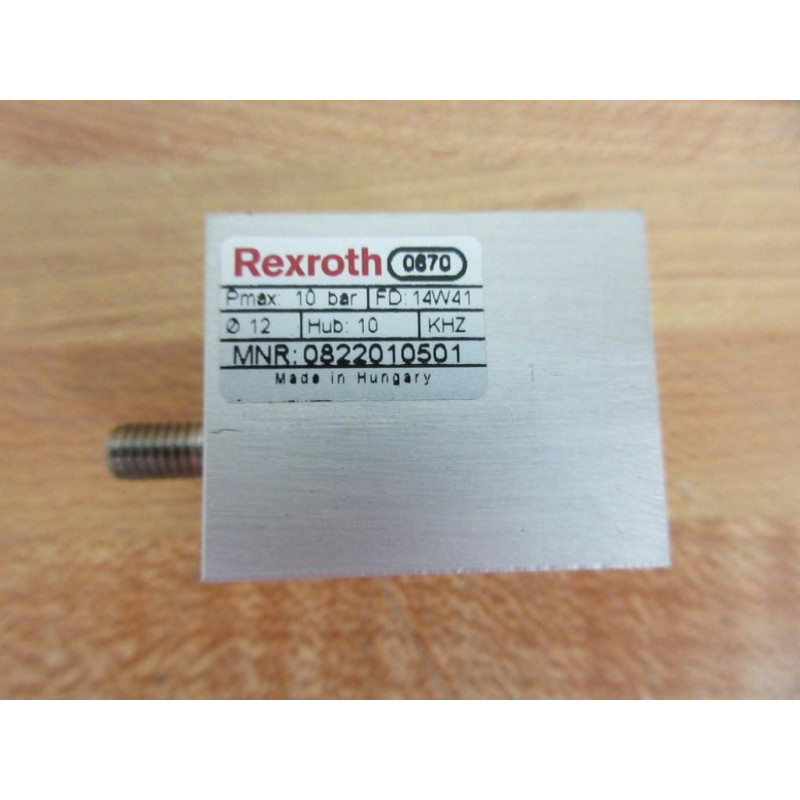 Rexroth 0670
Pmax: 10 bar FD: 14W41
Ø 12 Hub: 10 KHZ
MNR: 0822010501
Made in Hungary